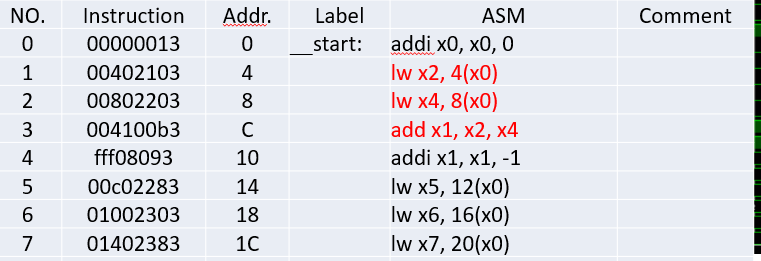 NO. Instruction Addr. Label ASM Comment
0 00000013 0 __start: addi x0, x0, 0
1 00402103 4 lw x2, 4(x0)
2 00802203 8 lw x4, 8(x0)
3 004100b3 C add x1, x2, x4
4 fff08093 10 addi x1, x1, -1
5 00c02283 14 lw x5, 12(x0)
6 01002303 18 lw x6, 16(x0)
7 01402383 1C lw x7, 20(x0)